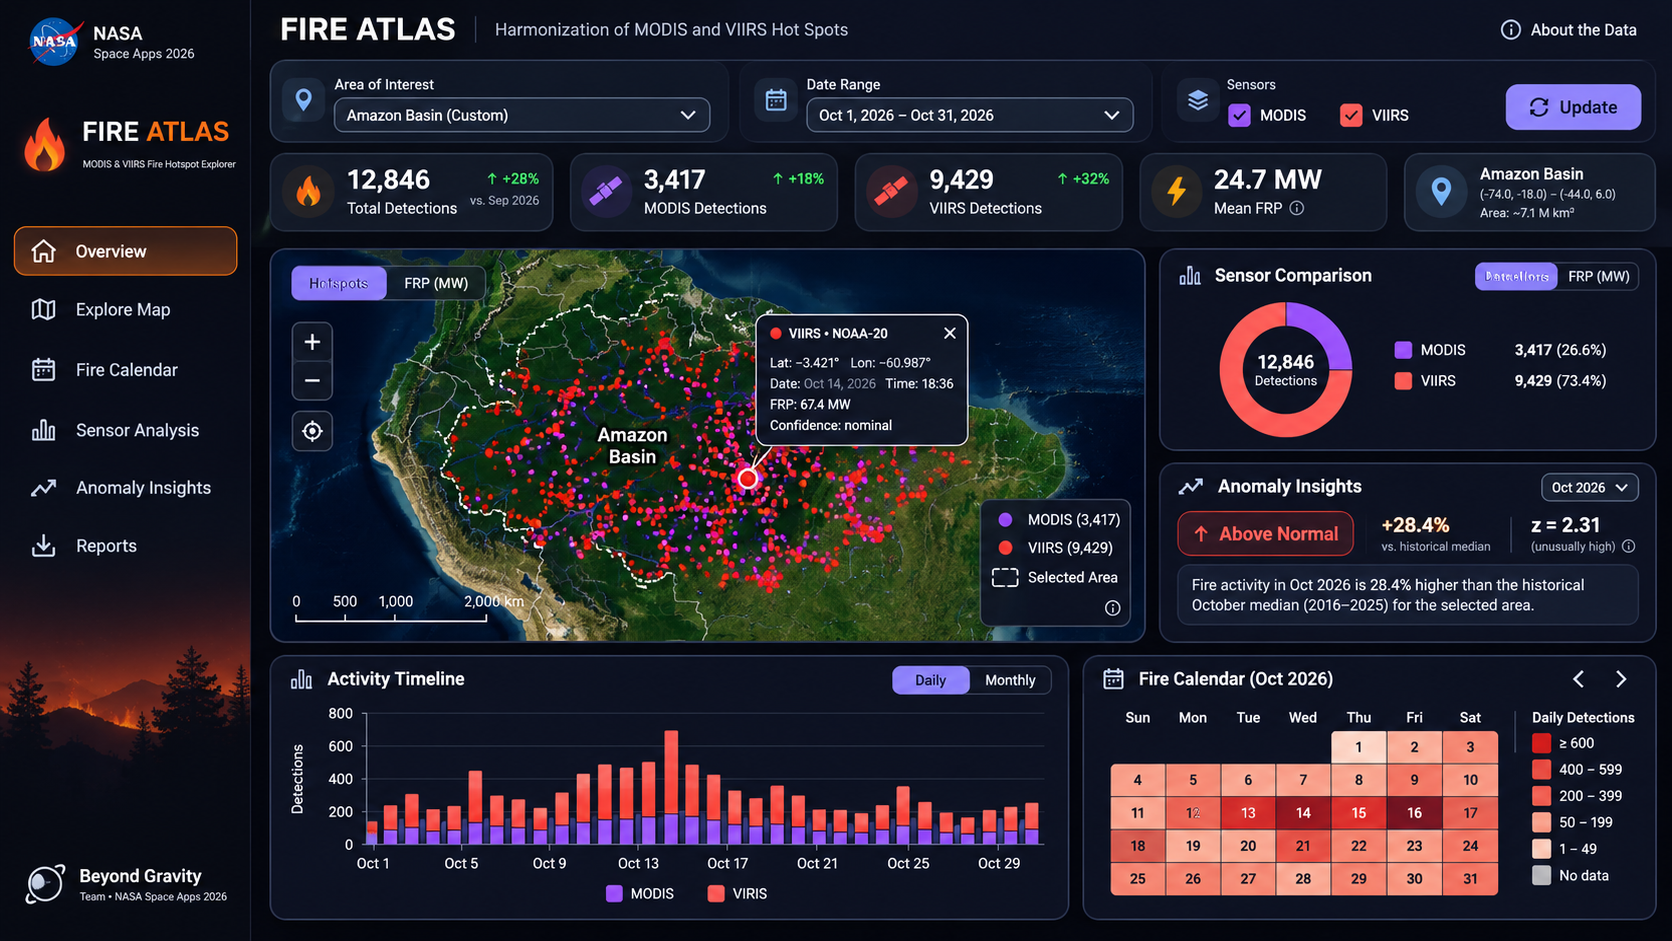 NASA
NASA
Space Apps 2026
FIRE ATLAS
MODIS & VIIRS Fire Hotspot Explorer
Overview
Explore Map
Fire Calendar
Sensor Analysis
Anomaly Insights
Reports
Beyond Gravity
Team • NASA Space Apps 2026
FIRE ATLAS
Harmonization of MODIS and VIIRS Hot Spots
About the Data
Area of Interest
Amazon Basin (Custom)
Date Range
Oct 1, 2026 – Oct 31, 2026
Sensors
MODIS
VIIRS
Update
12,846
↑ +28%
Total Detections
vs. Sep 2026
3,417
↑ +18%
MODIS Detections
9,429
↑ +32%
VIIRS Detections
24.7 MW
Mean FRP
Amazon Basin
(-74.0, -18.0) – (-44.0, 6.0)
Area: ~7.1 M km²
Hotspots
FRP (MW)
+
−
Amazon
Basin
VIIRS • NOAA-20
Lat: −3.421° Lon: −60.987°
Date: Oct 14, 2026 Time: 18:36
FRP: 67.4 MW
Confidence: nominal
MODIS (3,417)
VIIRS (9,429)
Selected Area
0 500 1,000 2,000 km
Sensor Comparison
FRP (MW)
12,846
Detections
MODIS 3,417 (26.6%)
VIIRS 9,429 (73.4%)
Anomaly Insights
Oct 2026
↑ Above Normal
+28.4%
vs. historical median
z = 2.31
(unusually high)
Fire activity in Oct 2026 is 28.4% higher than the historical
October median (2016–2025) for the selected area.
Activity Timeline
Daily
Monthly
Detections
800
600
400
200
0
Oct 1 Oct 5 Oct 9 Oct 13 Oct 17 Oct 21 Oct 25 Oct 29
MODIS
VIRIS
Fire Calendar (Oct 2026)
Sun Mon Tue Wed Thu Fri Sat
1 2 3
4 5 6 7 8 9 10
11 12 13 14 15 16 17
18 19 20 21 22 23 24
25 26 27 28 29 30 31
Daily Detections
≥ 600
400 – 599
200 – 399
50 – 199
1 – 49
No data